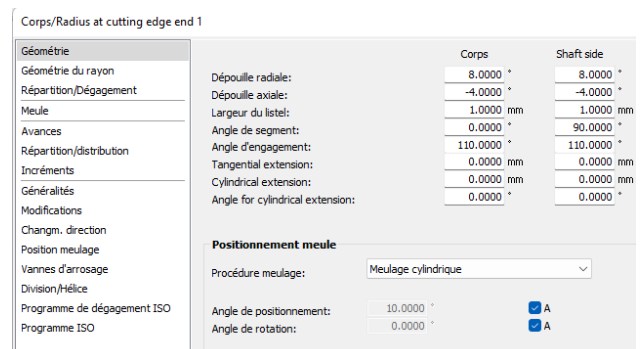 Corps/Radius at cutting edge end 1
Géométrie
Géométrie du rayon
Répartition/Dégagement
Meule
Avances
Répartition/distribution
Incréments
Généralités
Modifications
Changm. direction
Position meulage
Vannes d'arrosage
Division/Hélice
Programme de dégagement ISO
Programme ISO
Corps Shaft side
Dépouille radiale: 8.0000 ° 8.0000 °
Dépouille axiale: -4.0000 ° -4.0000 °
Largeur du listel: 1.0000 mm 1.0000 mm
Angle de segment: 0.0000 ° 90.0000 °
Angle d'engagement: 110.0000 ° 110.0000 °
Tangential extension: 0.0000 mm 0.0000 mm
Cylindrical extension: 0.0000 mm 0.0000 mm
Angle for cylindrical extension: 0.0000 ° 0.0000 °
Positionnement meule
Procédure meulage: Meulage cylindrique
Angle de positionnement: 10.0000 ° A
Angle de rotation: 0.0000 ° A